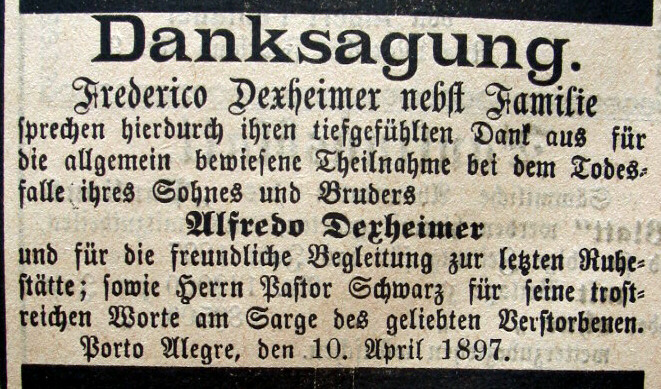 Danksagung.
Frederico Dexheimer nebst Familie
sprechen hierdurch ihren tiefgefühlten Dank aus für
die allgemein bewiesene Theilnahme bei dem Todes-
falle ihres Sohnes und Bruders
Alfredo Dexheimer
und für die freundliche Begleitung zur letzten Ruhe-
stätte; sowie Herrn Pastor Schwarz für seine trost-
reichen Worte am Sarge des geliebten Verstorbenen.
Porto Alegre, den 10. April 1897.